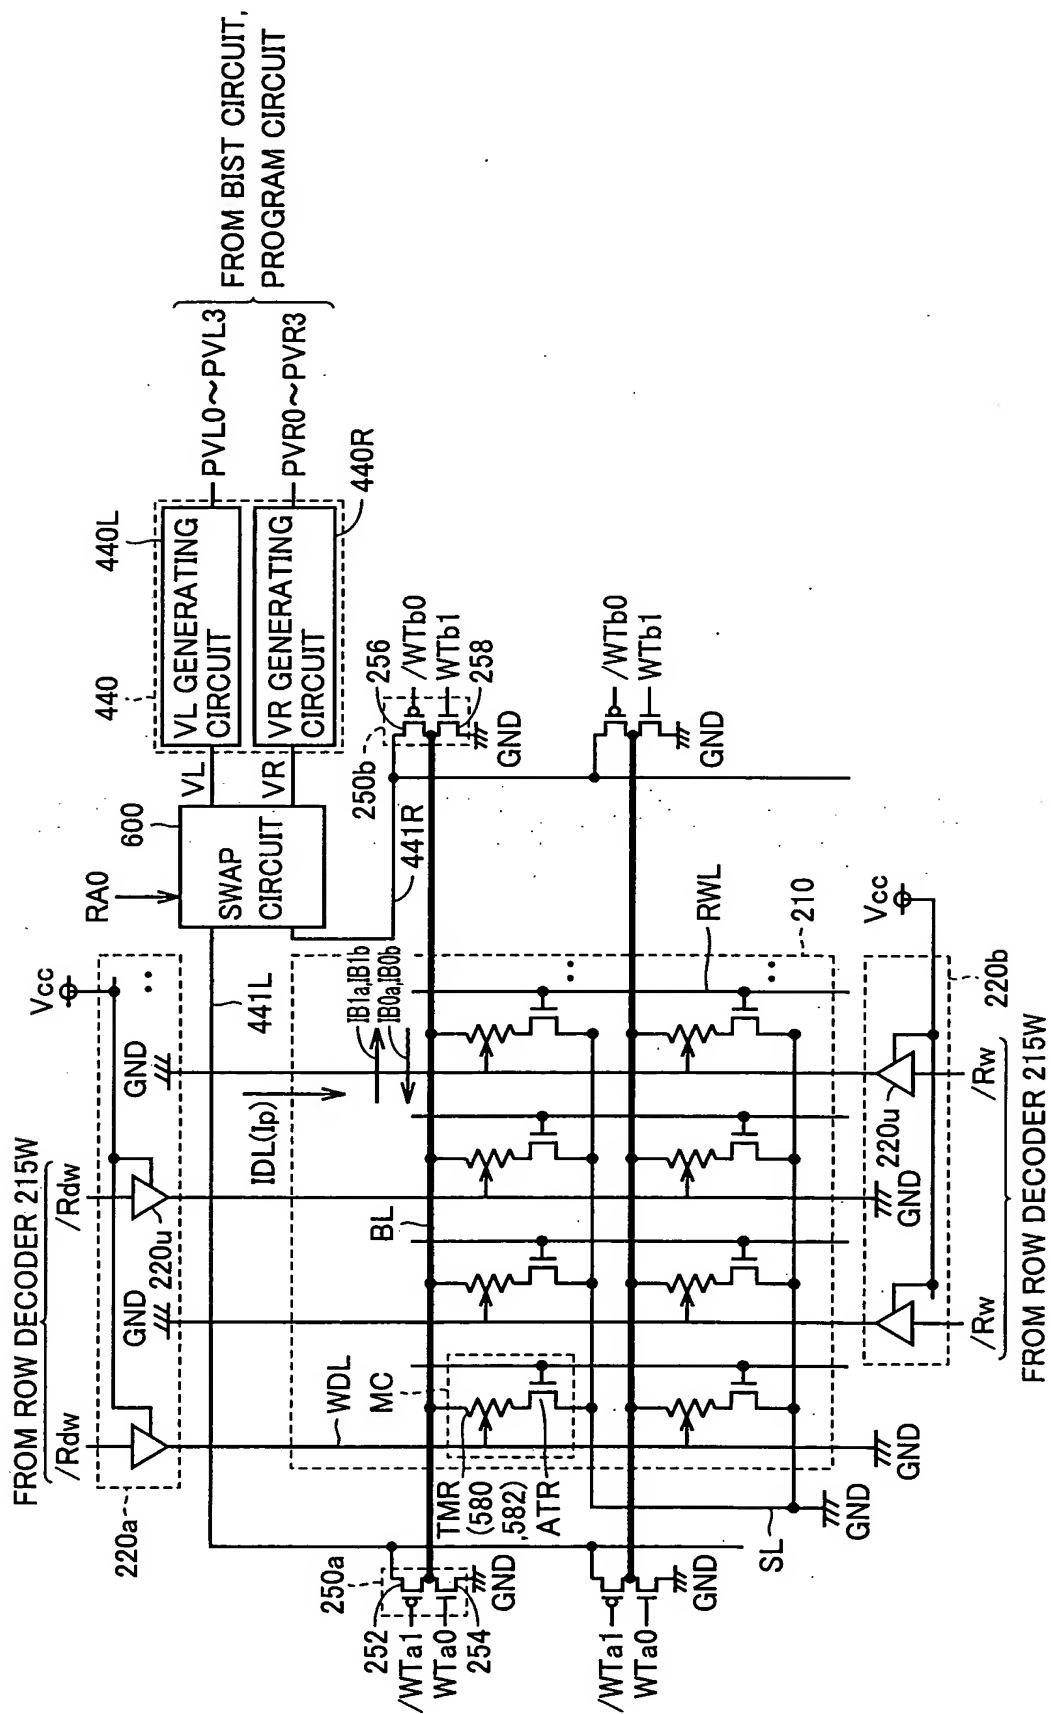 FROM BIST CIRCUIT,
PROGRAM CIRCUIT
PVL0~PVL3
PVR0~PVR3
440L
440R
440
VL GENERATING
CIRCUIT
VR GENERATING
CIRCUIT
VL
VR
600
SWAP
CIRCUIT
RA0
441L
441R
FROM ROW DECODER 215W
/Rdw
/Rdw
220a
220u
Vcc
GND
GND
IDL(Ip)
IB1a,IB1b
IB0a,IB0b
BL
WDL
MC
TMR
(580
,582)
ATR
250a
252
254
/WTa1
WTa0
GND
/WTa1
WTa0
GND
250b
256
258
/WTb0
WTb1
GND
/WTb0
WTb1
GND
RWL
210
SL
GND
GND
GND
Vcc
220b
220u
/Rw
/Rw
FROM ROW DECODER 215W